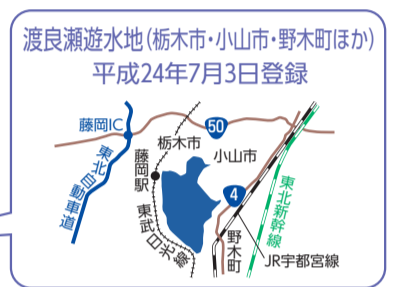 渡良瀬遊水地(栃木市・小山市・野木町ほか)
平成24年7月3日登録
藤岡IC
50
栃木市
小山市
藤岡駅
4
東北自動車道
東武日光線
野木町
東北新幹線
JR宇都宮線